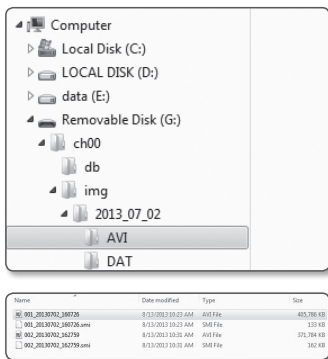 Computer
Local Disk (C:)
LOCAL DISK (D:)
data (E:)
Removable Disk (G:)
ch00
db
img
2013_07_02
AVI
DAT
Name Date modified Type Size
001_20130702_160726 8/13/2013 10:23 AM AVI File 405,786 KB
001_20130702_160726.smi 8/13/2013 10:23 AM SMI File 133 KB
002_20130702_162759 8/13/2013 10:31 AM AVI File 371,784 KB
002_20130702_162759.smi 8/13/2013 10:31 AM SMI File 162 KB